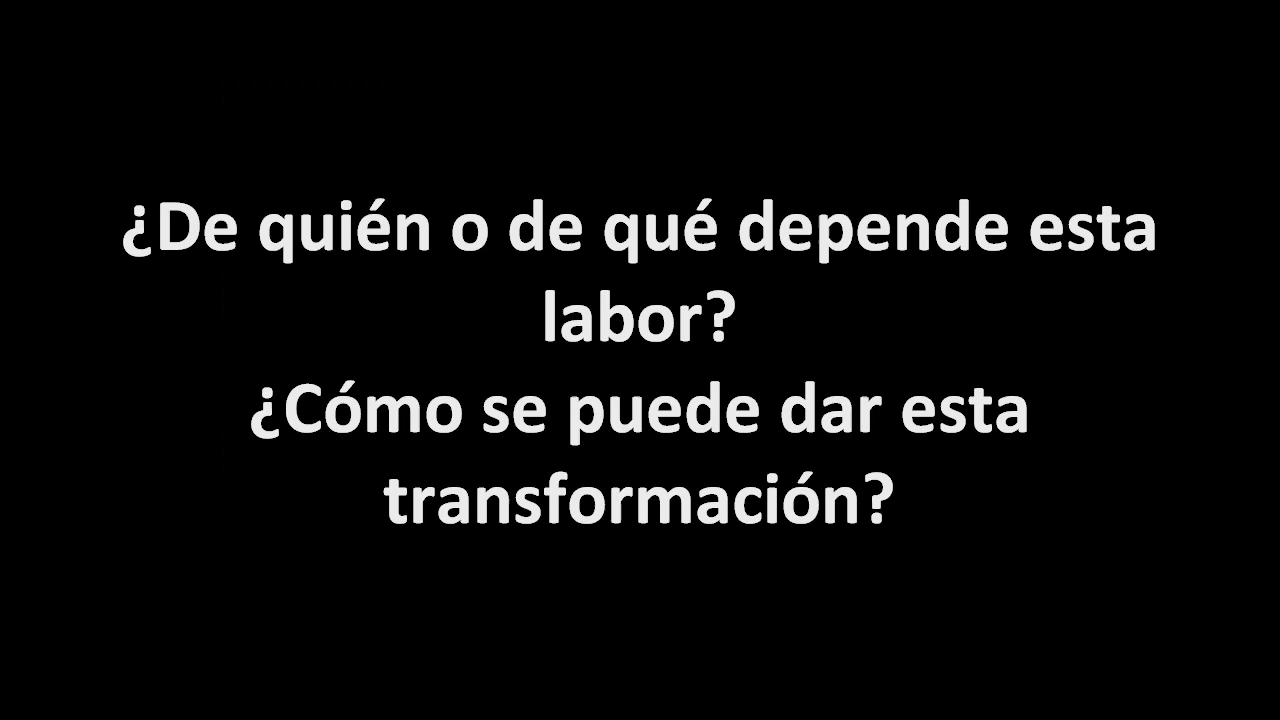 ¿De quién o de qué depende esta
labor?
¿Cómo se puede dar esta
transformación?